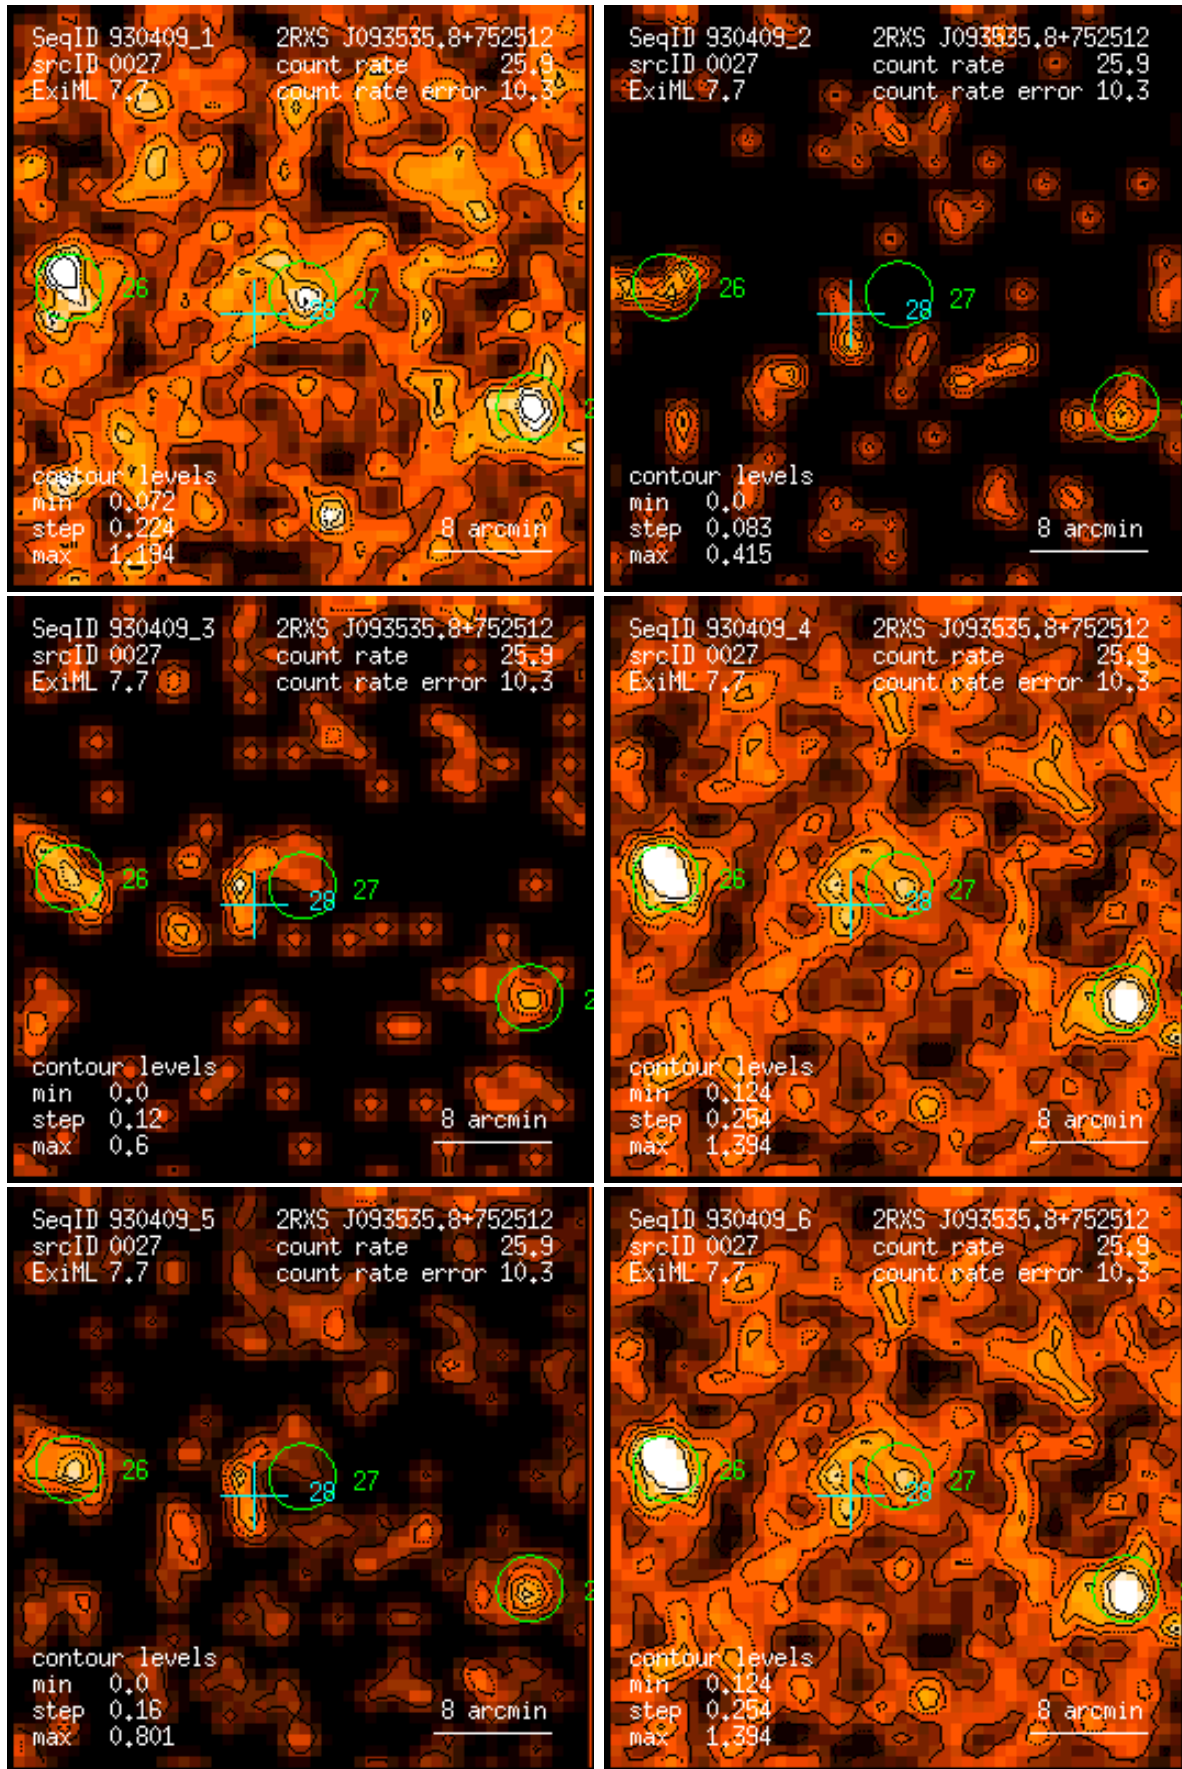 SeqID 930409_1 2RXS J093535.8+752512
srcID 0027 count rate 25.9
ExiML 7.7 count rate error 10.3
26
28
27
2
contour levels
min 0.072
step 0.224
max 1.194
8 arcmin
SeqID 930409_2 2RXS J093535.8+752512
srcID 0027 count rate 25.9
ExiML 7.7 count rate error 10.3
26
28
27
contour levels
min 0.0
step 0.083
max 0.415
8 arcmin
SeqID 930409_3 2RXS J093535.8+752512
srcID 0027 count rate 25.9
ExiML 7.7 count rate error 10.3
26
28
27
2
contour levels
min 0.0
step 0.12
max 0.6
8 arcmin
SeqID 930409_4 2RXS J093535.8+752512
srcID 0027 count rate 25.9
ExiML 7.7 count rate error 10.3
26
28
27
contour levels
min 0.124
step 0.254
max 1.394
8 arcmin
SeqID 930409_5 2RXS J093535.8+752512
srcID 0027 count rate 25.9
ExiML 7.7 count rate error 10.3
26
28
27
2
contour levels
min 0.0
step 0.16
max 0.801
8 arcmin
SeqID 930409_6 2RXS J093535.8+752512
srcID 0027 count rate 25.9
ExiML 7.7 count rate error 10.3
26
28
27
contour levels
min 0.124
step 0.254
max 1.394
8 arcmin